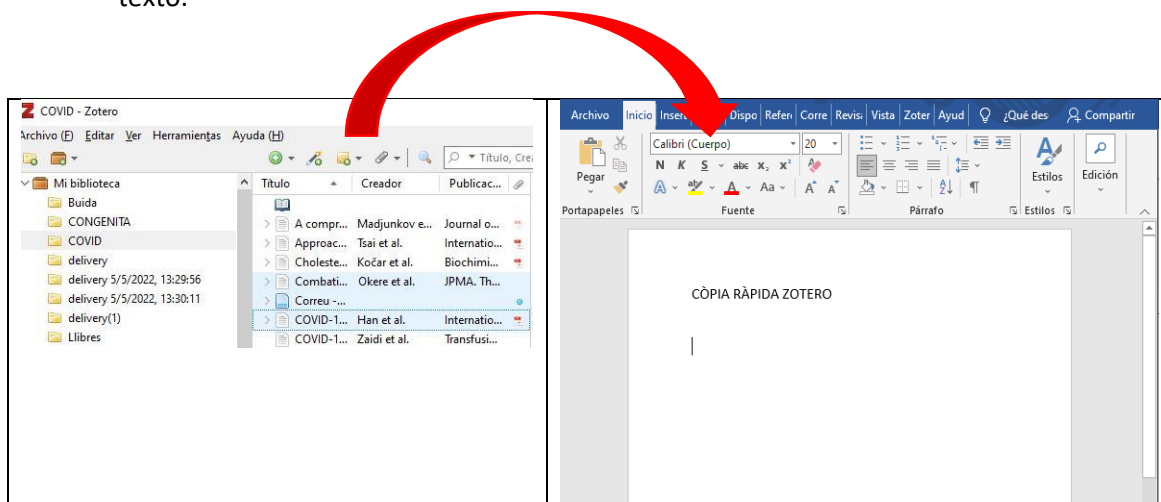 texto.
COVID - Zotero
Archivo (F) Editar Ver Herramientas Ayuda (H)
Título, Crea
Mi biblioteca
Buida
CONGENITA
COVID
delivery
delivery 5/5/2022, 13:29:56
delivery 5/5/2022, 13:30:11
delivery(1)
Llibres
Título Creador Publicac...
A compr... Madjunkov e... Journal o...
Approac... Tsai et al. Internatio...
Choleste... Kočar et al. Biochimi...
Combati... Okere et al. JPMA. Th...
Correu -...
COVID-1... Han et al. Internatio...
COVID-1... Zaidi et al. Transfusi...
Archivo Inicio Inser Dispo Refer Corre Revis Vista Zoter Ayud ¿Qué des Compartir
Calibri (Cuerpo) 20
N K S abc x₂ x²
A aby A Aa A A
Pegar
Estilos
Edición
Portapapeles Fuente Párrafo Estilos
CÒPIA RÀPIDA ZOTERO